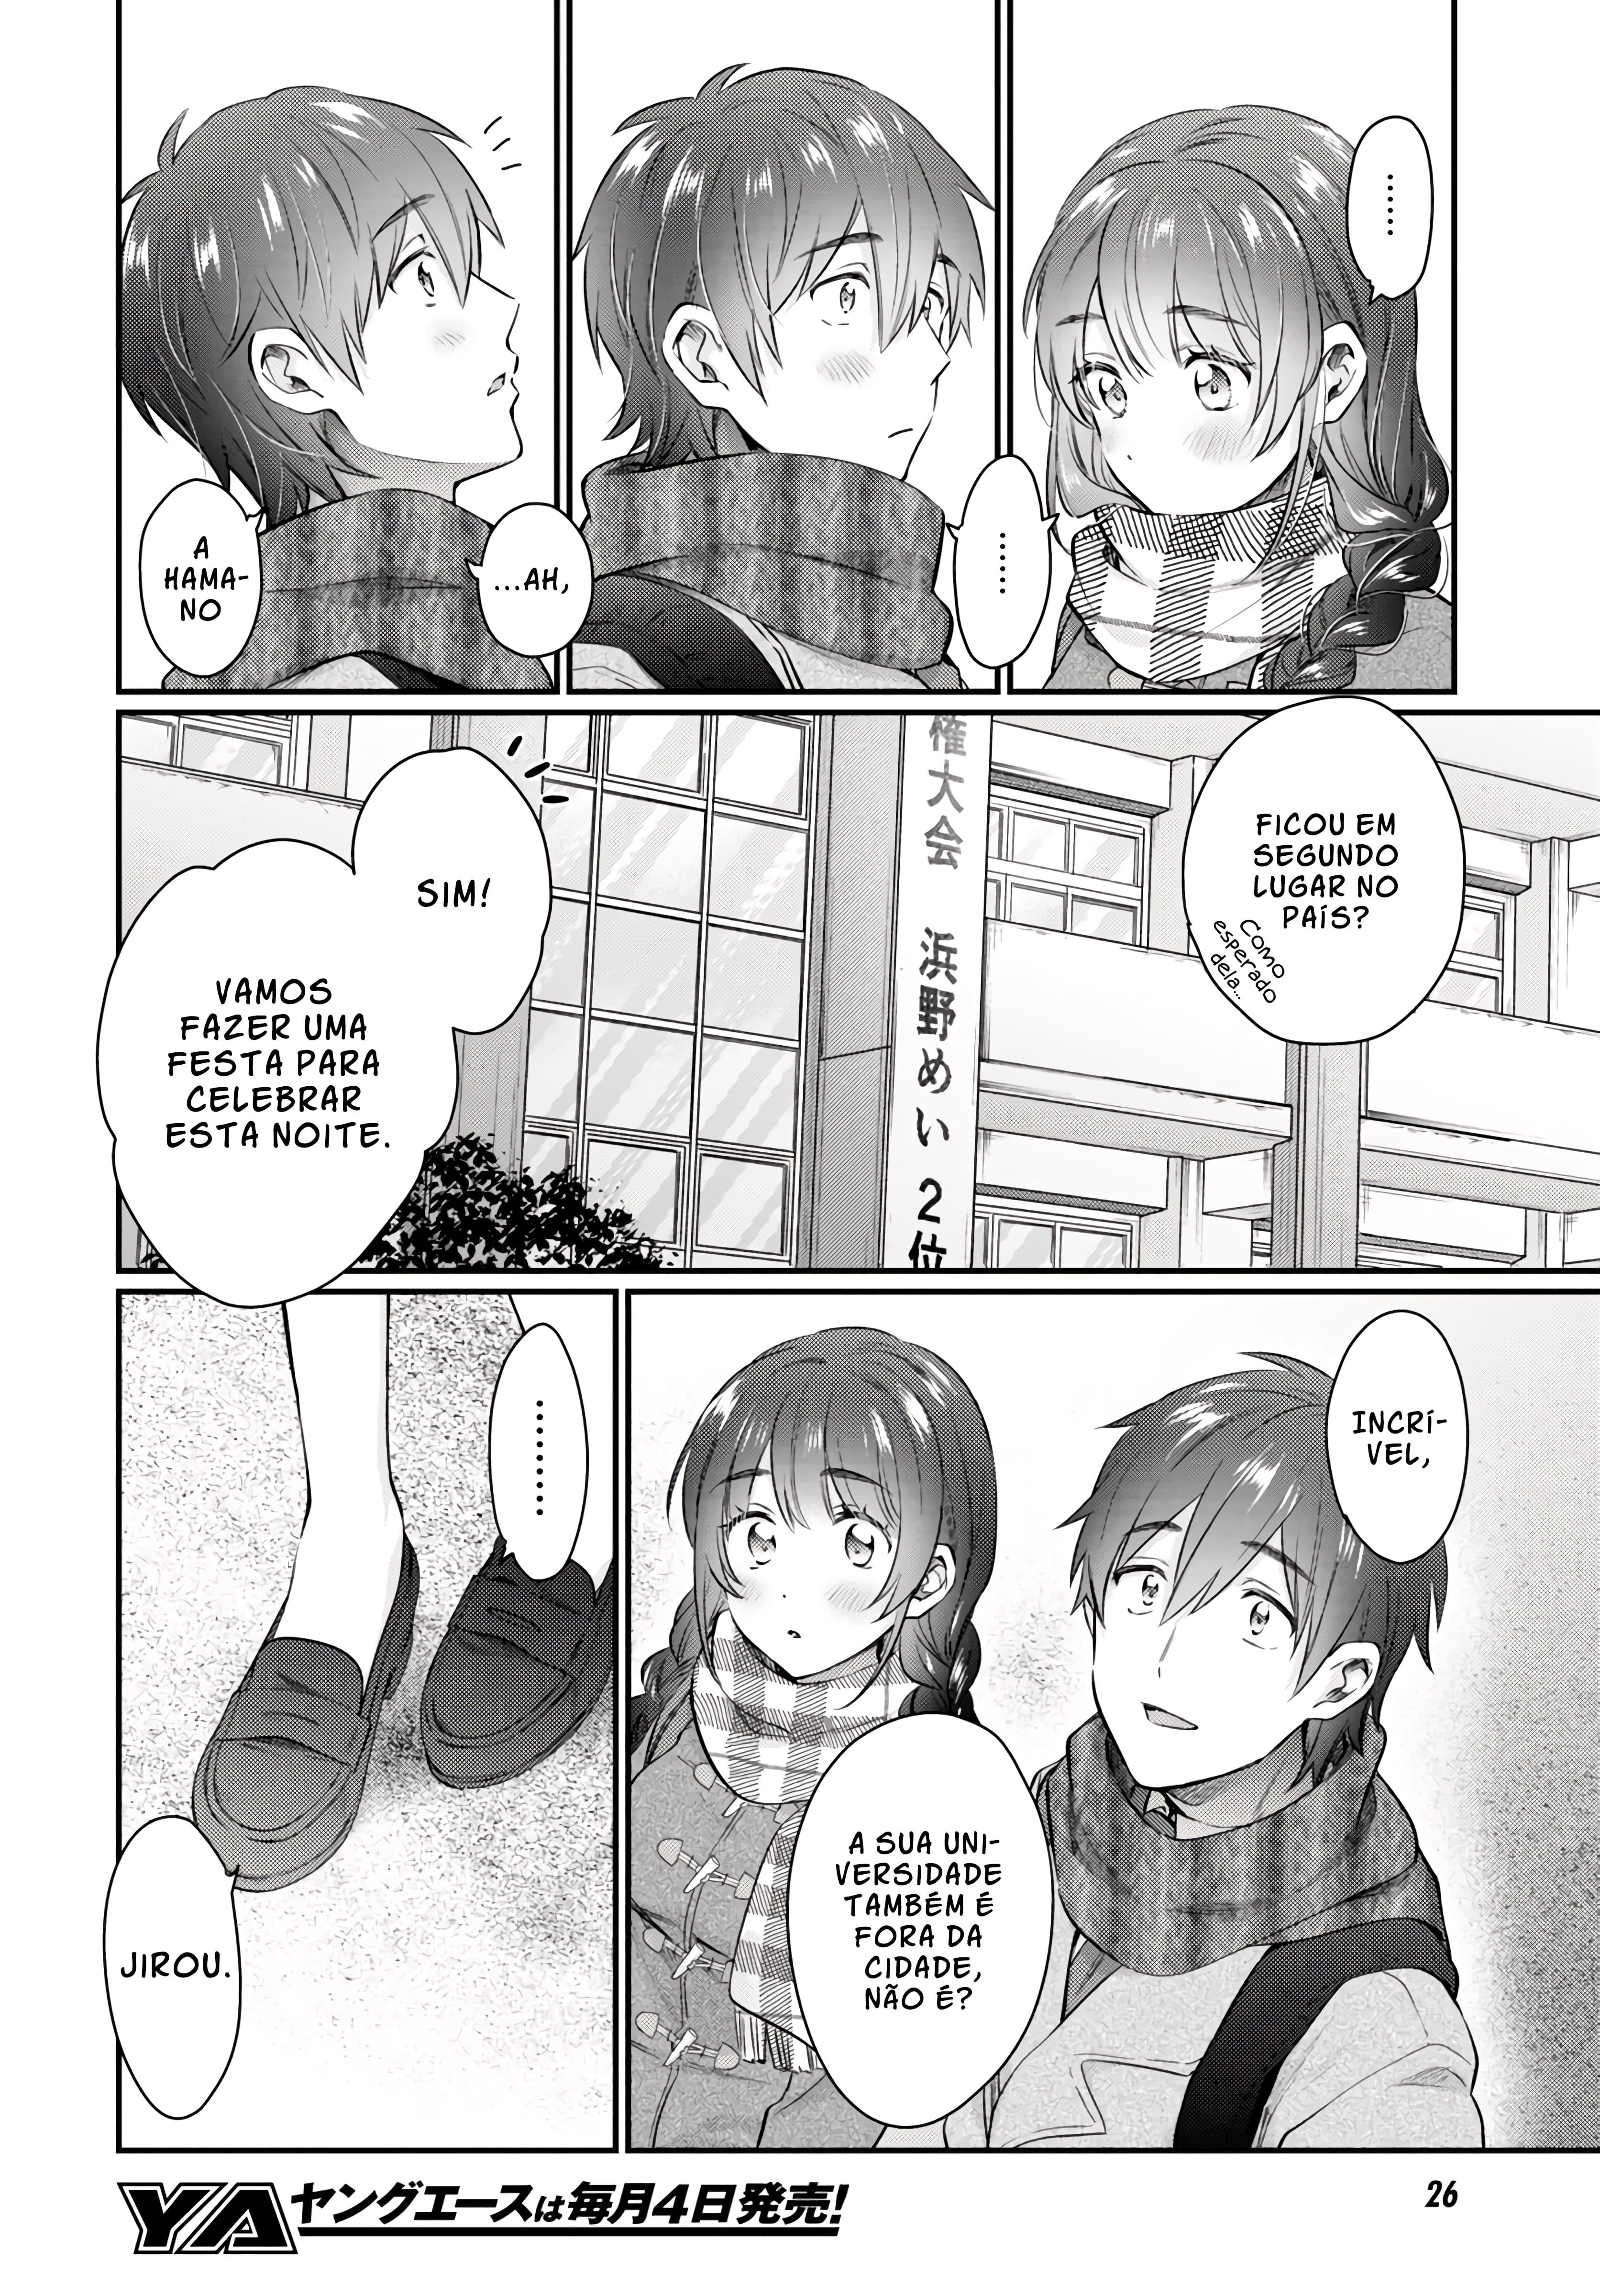 ……
……
...AH,
A
HAMA-
NO
FICOU EM
SEGUNDO
LUGAR NO
PAÍS?
Como
esperado
dela...
権大会 浜野めい 2位
SIM!
VAMOS
FAZER UMA
FESTA PARA
CELEBRAR
ESTA NOITE.
INCRÍ-
VEL,
A SUA UNI-
VERSIDADE
TAMBÉM É
FORA DA
CIDADE,
NÃO É?
………
JIROU.
YA ヤングエースは毎月4日発売!
26